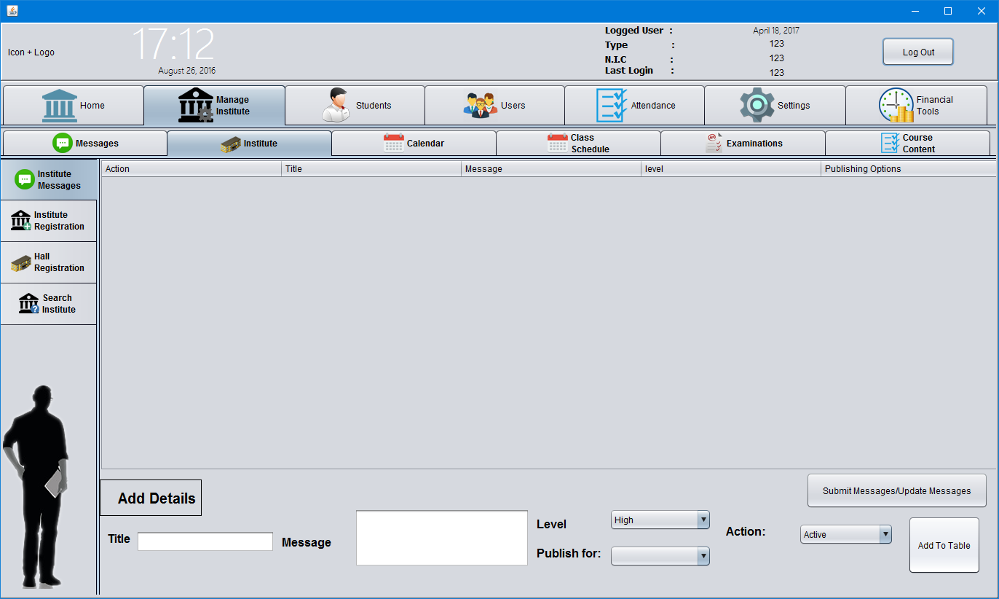 Icon + Logo
17:12
August 26, 2016
Logged User : April 18, 2017
Type : 123
N.I.C : 123
Last Login : 123
Log Out
Home
Manage
Institute
Students
Users
Attendance
Settings
Financial
Tools
Messages
Institute
Calendar
Class
Schedule
Examinations
Course
Content
Institute
Messages
Institute
Registration
Hall
Registration
Search
Institute
Action Title Message level Publishing Options
Add Details
Title
Message
Level
High
Publish for:
Action:
Active
Submit Messages/Update Messages
Add To Table